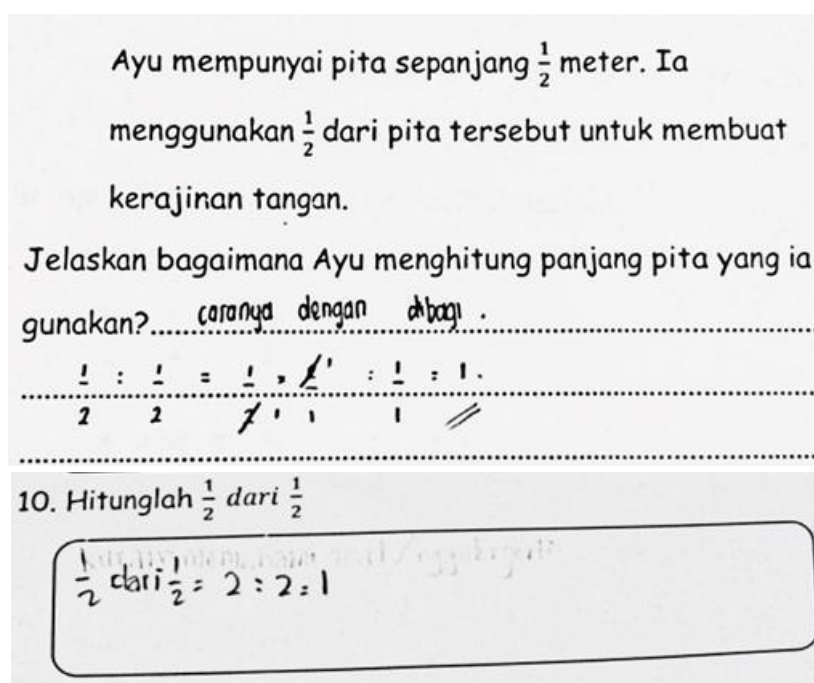 Ayu mempunyai pita sepanjang 1/2 meter. Ia
menggunakan 1/2 dari pita tersebut untuk membuat
kerajinan tangan.
Jelaskan bagaimana Ayu menghitung panjang pita yang ia
gunakan? caranya dengan dibagi.
1/2 : 1/2 = 1/2 × 2/1 = 1/1 = 1.
10. Hitunglah 1/2 dari 1/2
1/2 dari 1/2 = 2 : 2 = 1